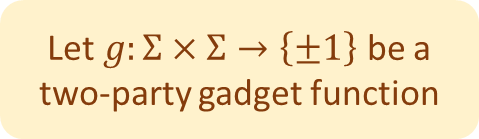 Let 𝑔: Σ × Σ → {±1} be a
two-party gadget function